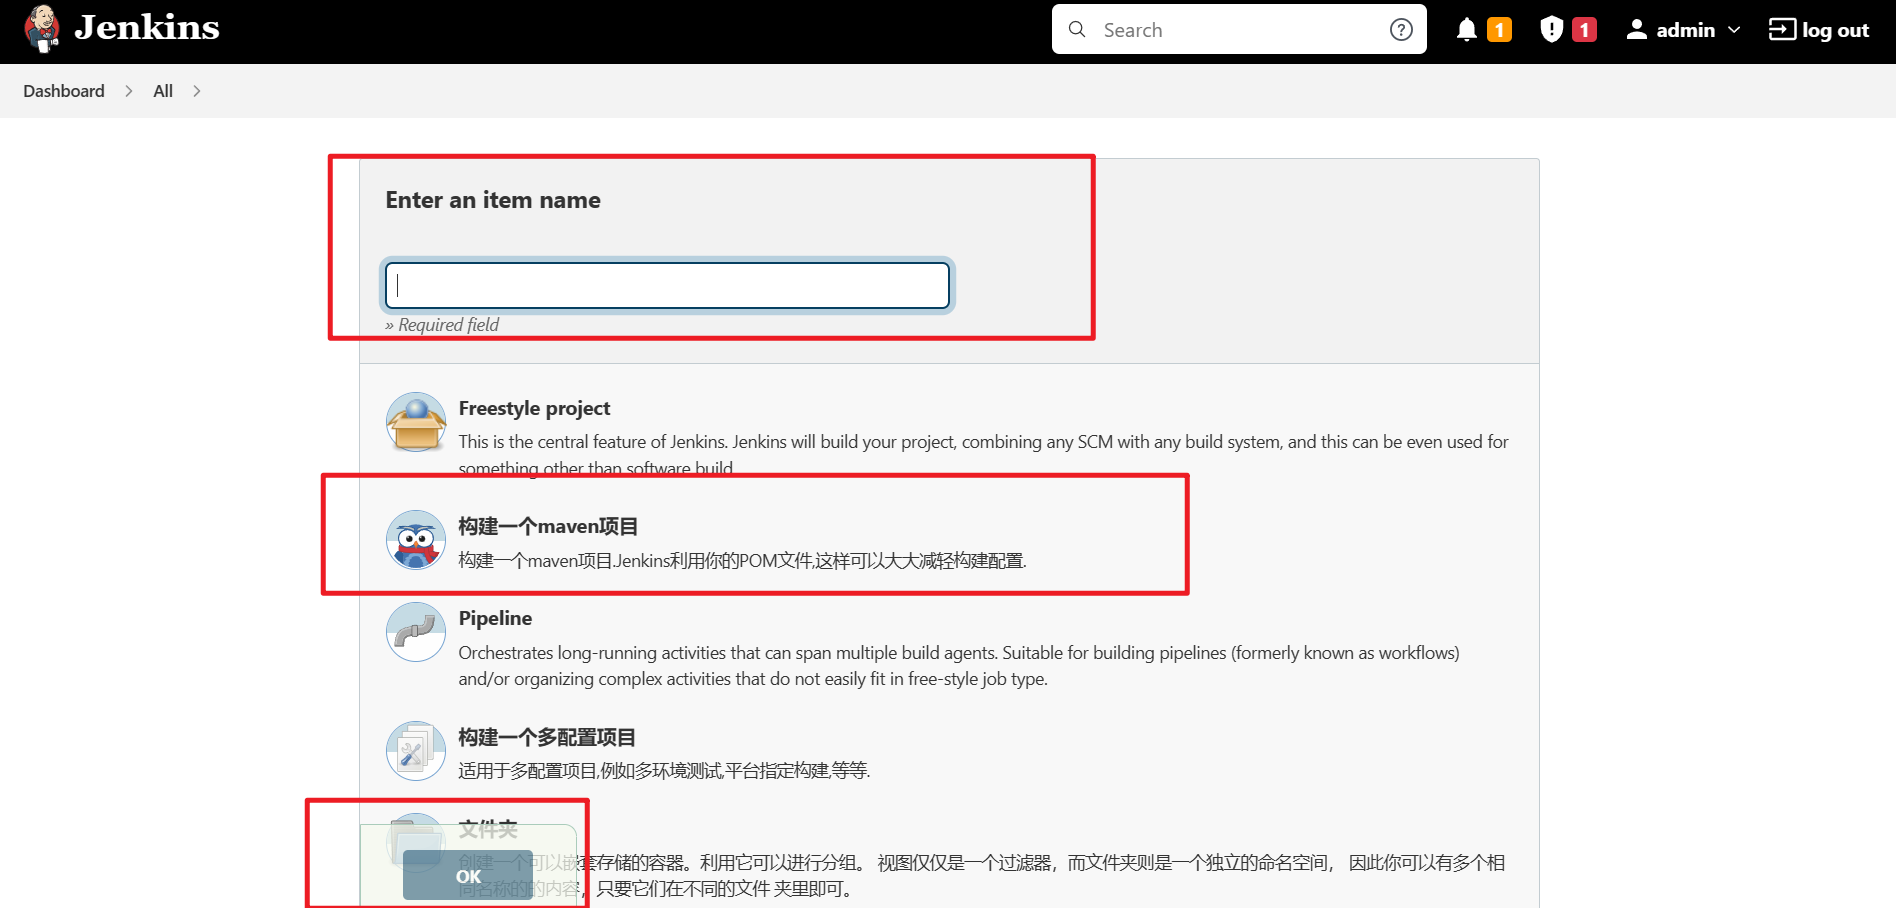 Jenkins
Search
1
1
admin
log out
Dashboard
All
Enter an item name
» Required field
Freestyle project
This is the central feature of Jenkins. Jenkins will build your project, combining any SCM with any build system, and this can be even used for
something other than software build.
构建一个maven项目
构建一个maven项目.Jenkins利用你的POM文件,这样可以大大减轻构建配置.
Pipeline
Orchestrates long-running activities that can span multiple build agents. Suitable for building pipelines (formerly known as workflows)
and/or organizing complex activities that do not easily fit in free-style job type.
构建一个多配置项目
适用于多配置项目,例如多环境测试,平台指定构建,等等.
文件夹
创建一个可以嵌套存储的容器。利用它可以进行分组。 视图仅仅是一个过滤器，而文件夹则是一个独立的命名空间， 因此你可以有多个相
同名称的的内容，只要它们在不同的文件 夹里即可。
OK